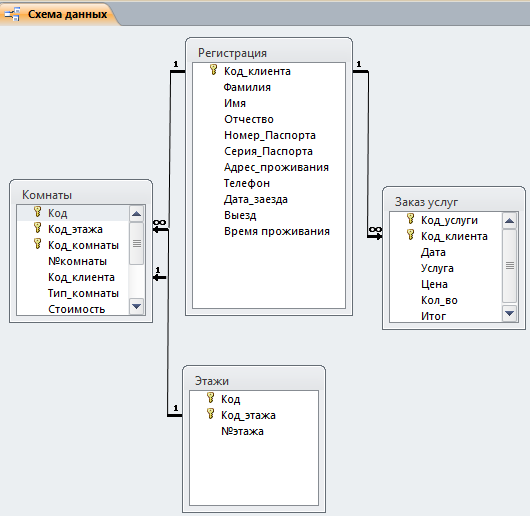 Схема данных
Регистрация
Код_клиента
Фамилия
Имя
Отчество
Номер_Паспорта
Серия_Паспорта
Адрес_проживания
Телефон
Дата_заезда
Выезд
Время проживания
Комнаты
Код
Код_этажа
Код_комнаты
№комнаты
Код_клиента
Тип_комнаты
Стоимость
Заказ услуг
Код_услуги
Код_клиента
Дата
Услуга
Цена
Кол_во
Итог
Этажи
Код
Код_этажа
№этажа
1
1
∞
∞
1
1